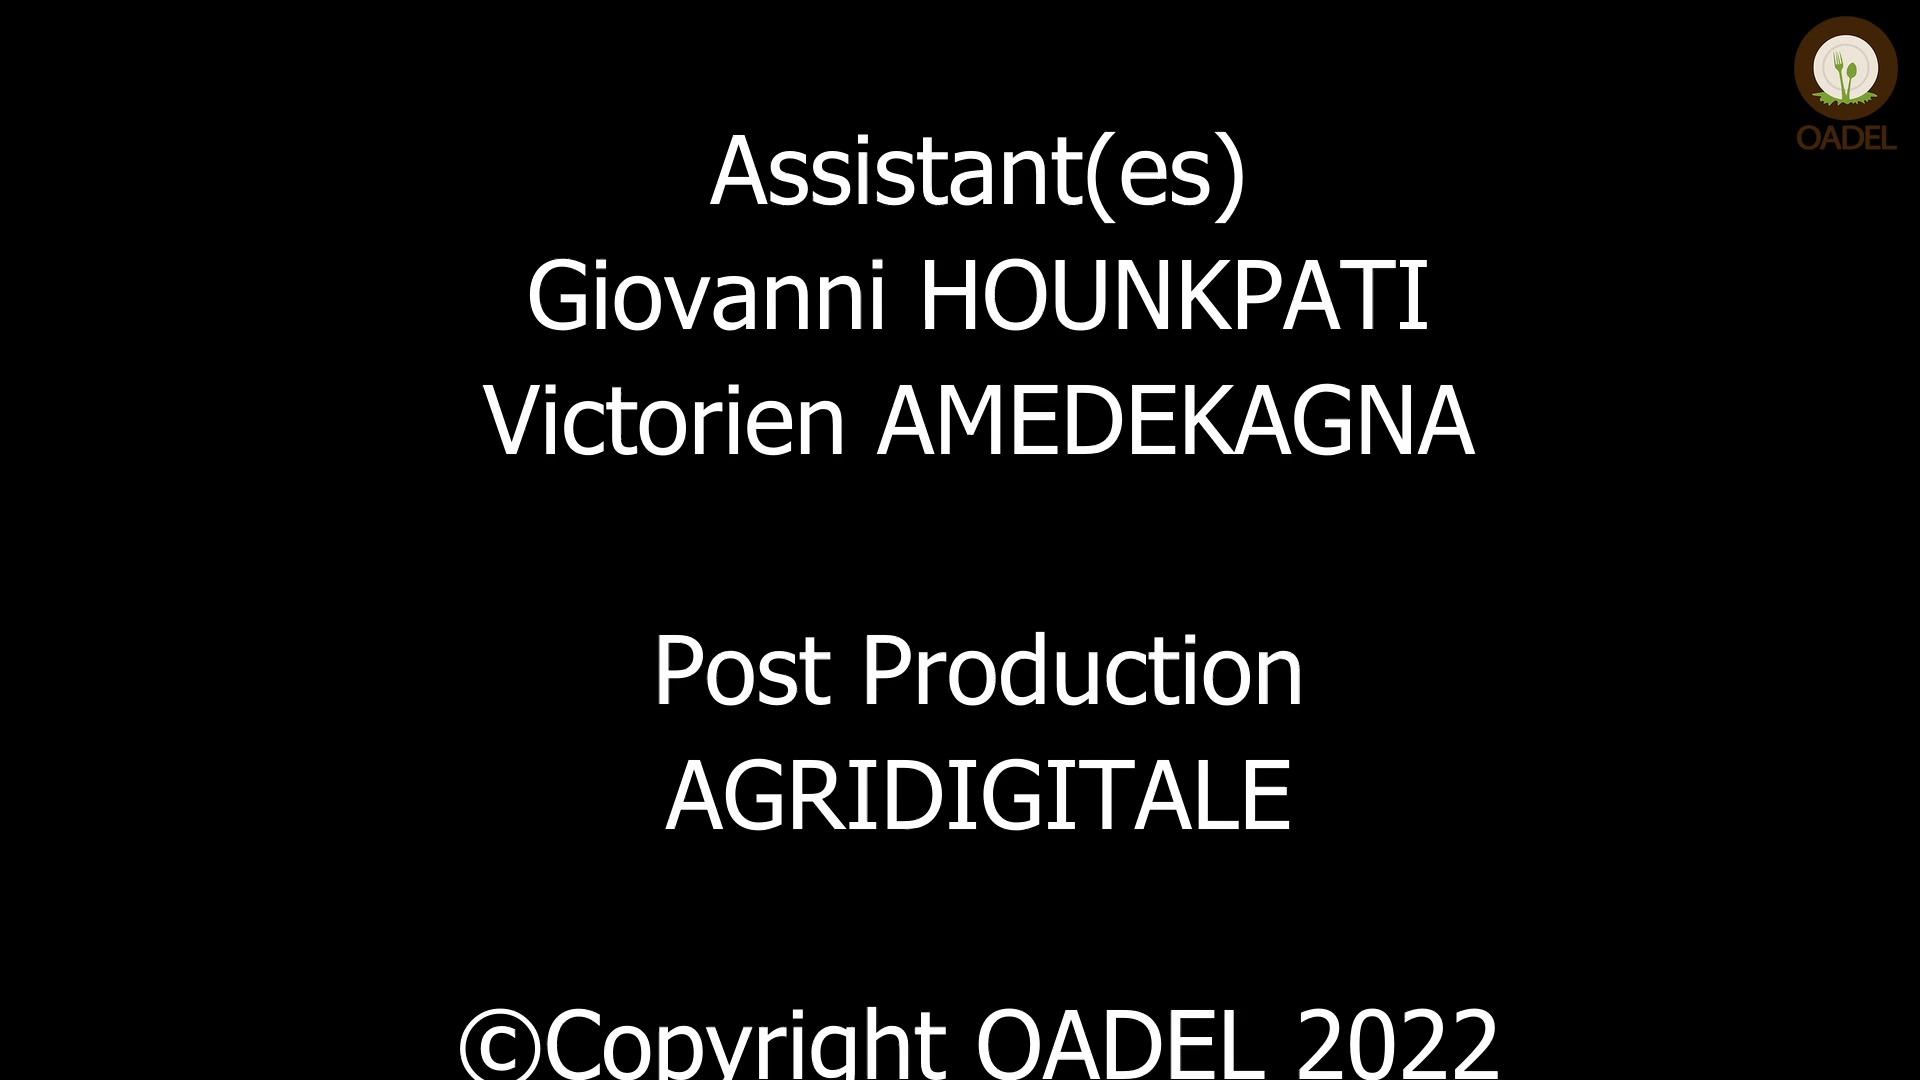 OADEL
Assistant(es)
Giovanni HOUNKPATI
Victorien AMEDEKAGNA
Post Production
AGRIDIGITALE
©Copyright OADEL 2022